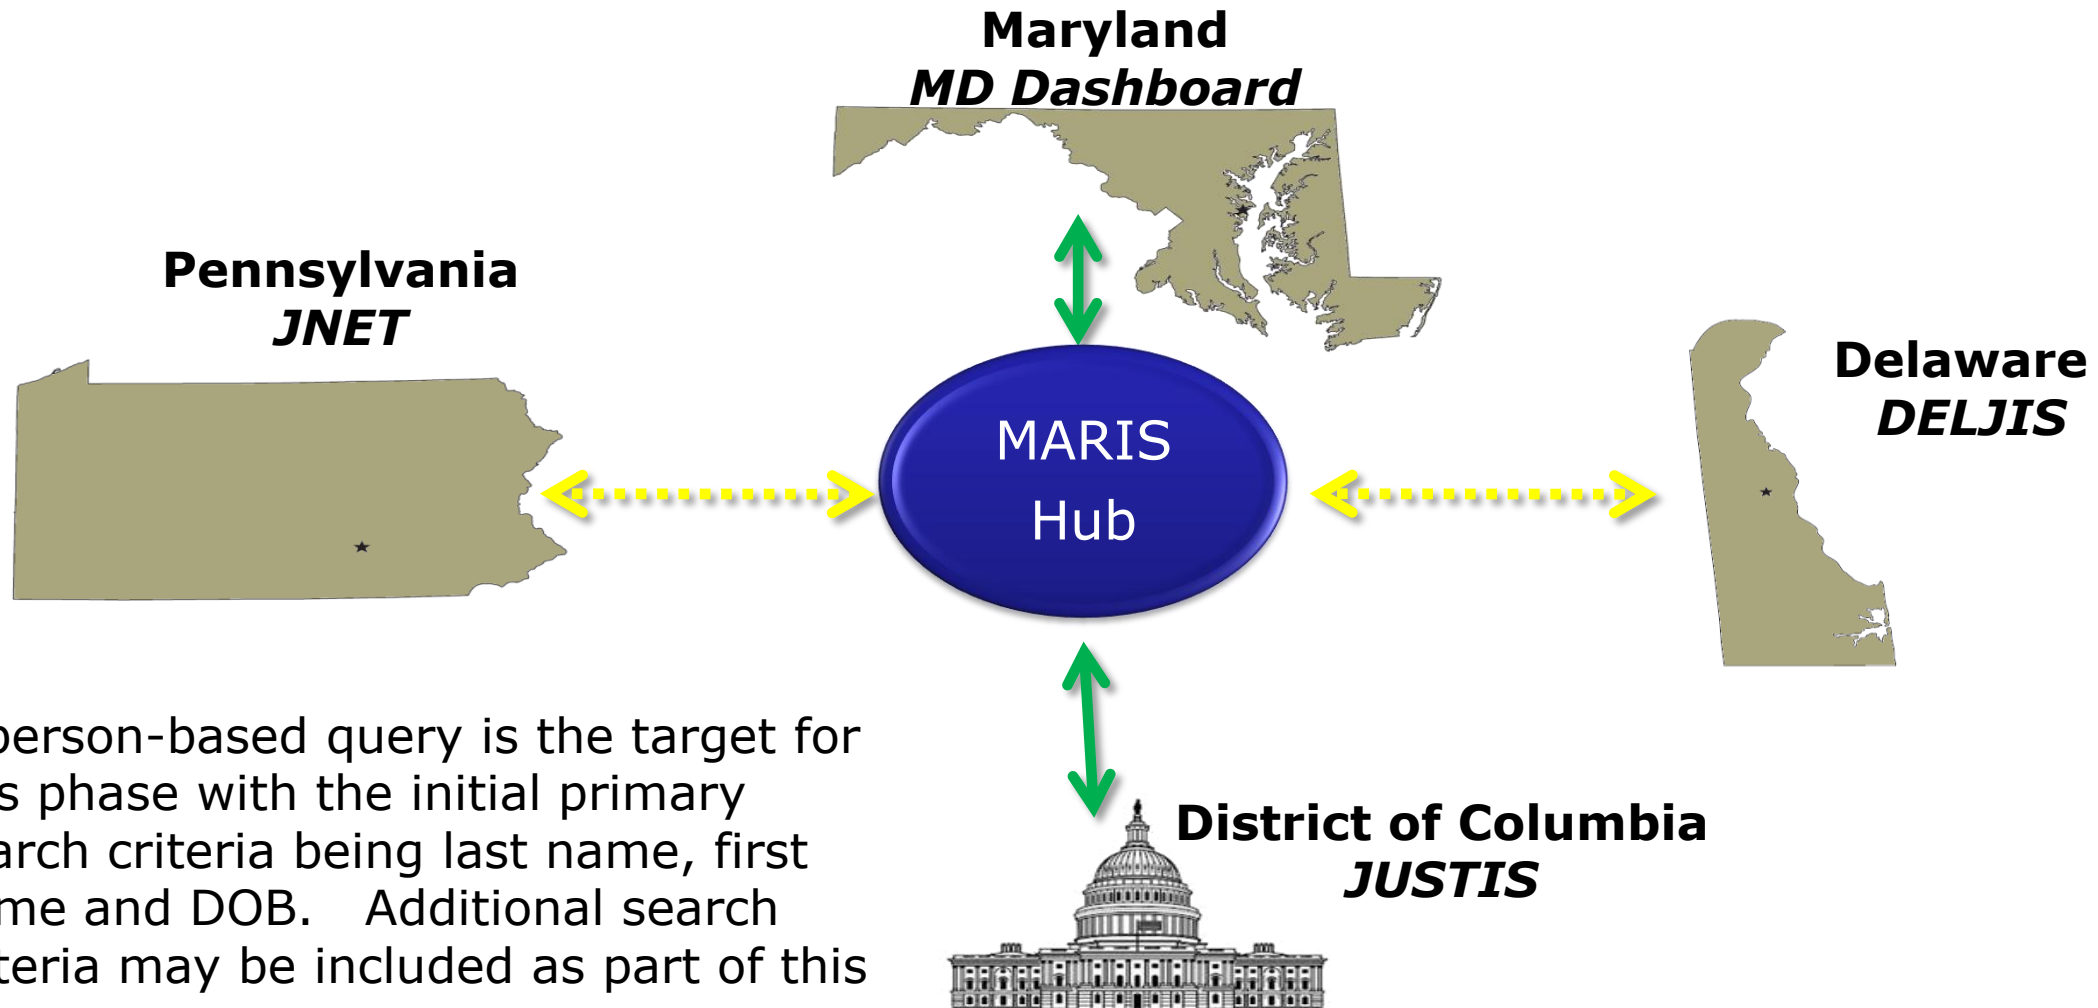 Maryland
MD Dashboard
Pennsylvania
JNET
Delaware
DELJIS
MARIS
Hub
District of Columbia
JUSTIS
person-based query is the target for
s phase with the initial primary
arch criteria being last name, first
me and DOB. Additional search
teria may be included as part of this